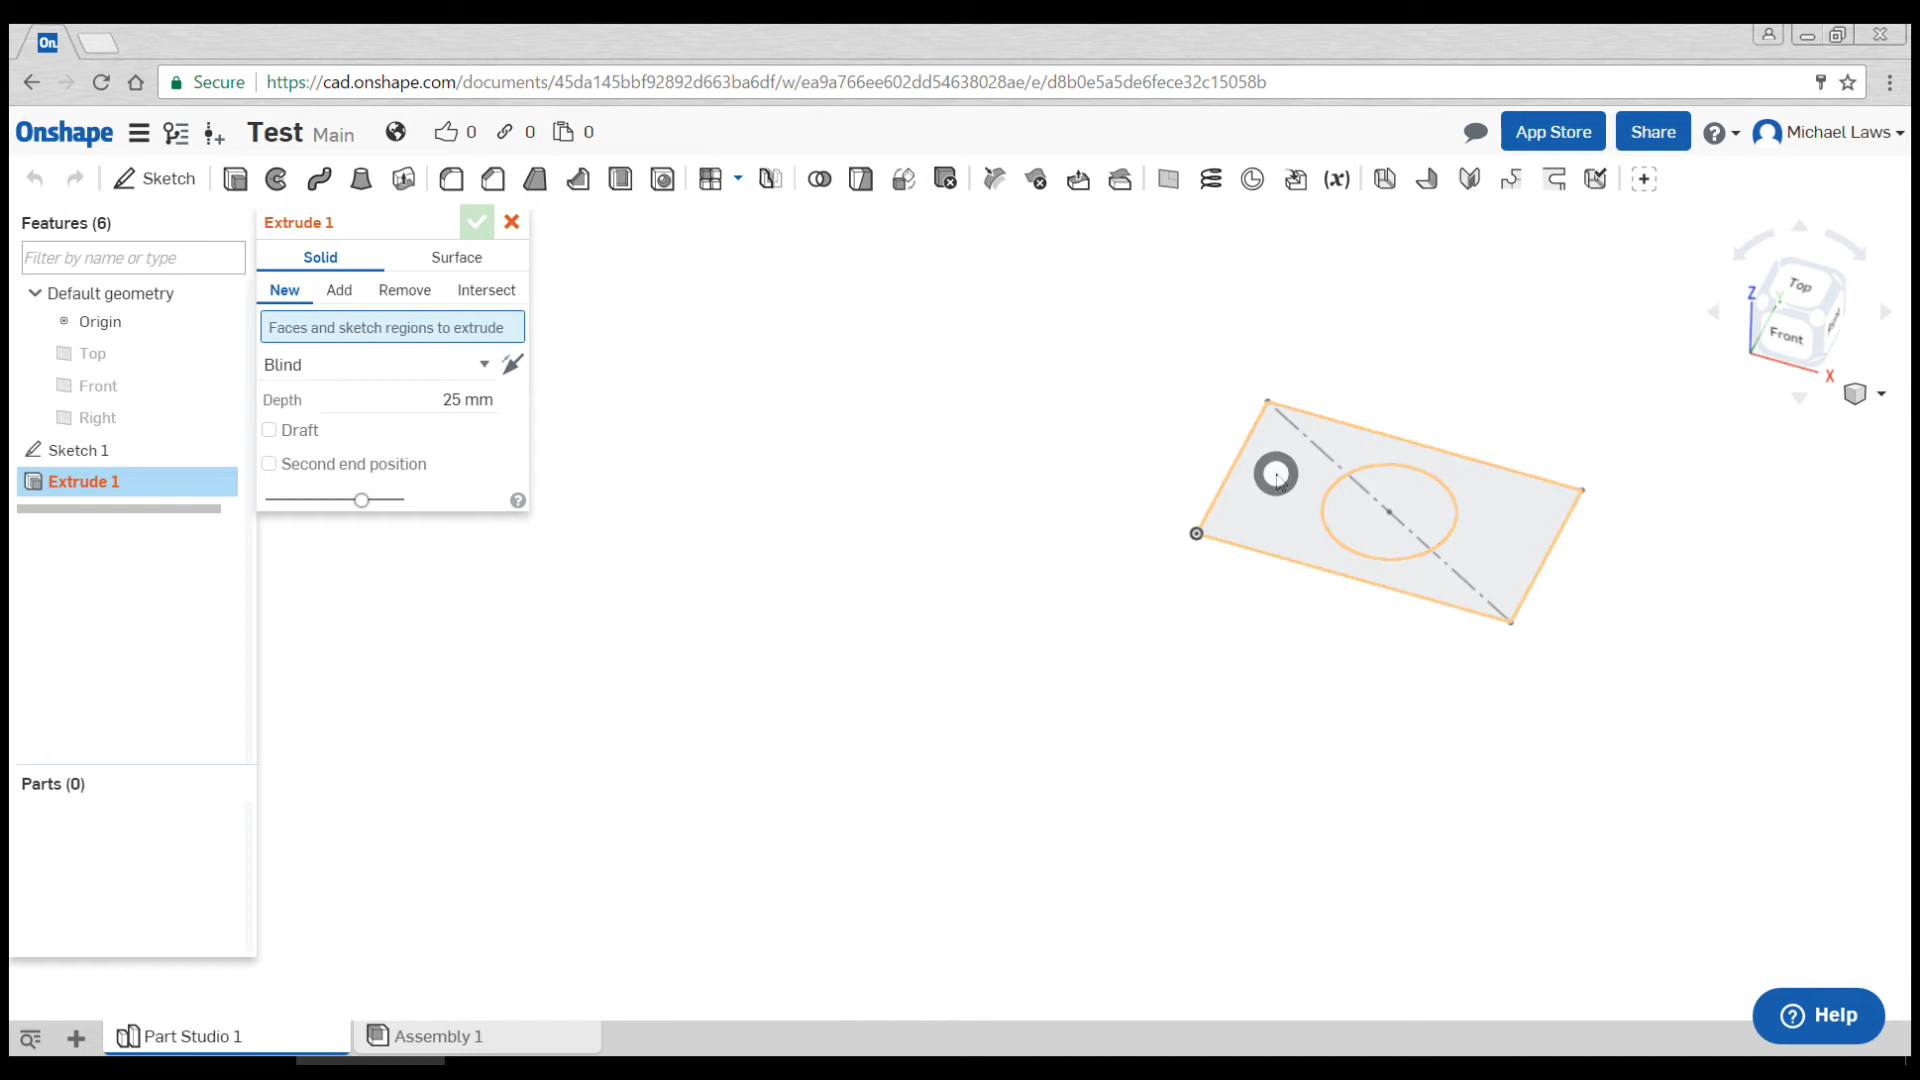 On
Secure https://cad.onshape.com/documents/45da145bbf92892d663ba6df/w/ea9a766ee602dd54638028ae/e/d8b0e5a5de6fece32c15058b
Onshape Test Main 0 0 0 App Store Share Michael Laws
Sketch (x)
Features (6)
Filter by name or type
Default geometry
Origin
Top
Front
Right
Sketch 1
Extrude 1
Extrude 1
Solid Surface
New Add Remove Intersect
Faces and sketch regions to extrude
Blind
Depth 25 mm
Draft
Second end position
Top
Z
Y
Front
X
Parts (0)
Help
Part Studio 1 Assembly 1